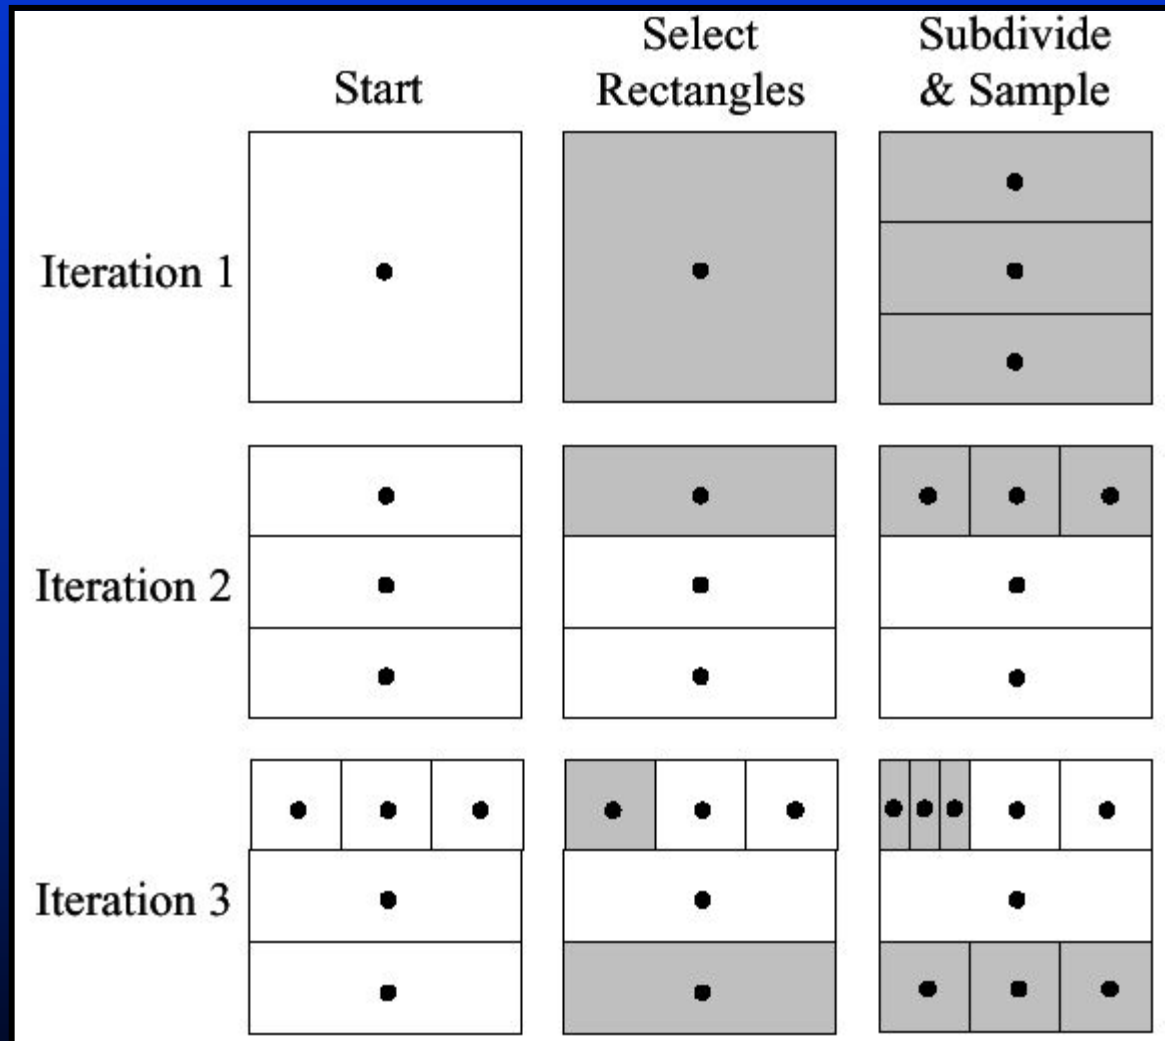 Start
Select
Rectangles
Subdivide
& Sample
Iteration 1
Iteration 2
Iteration 3